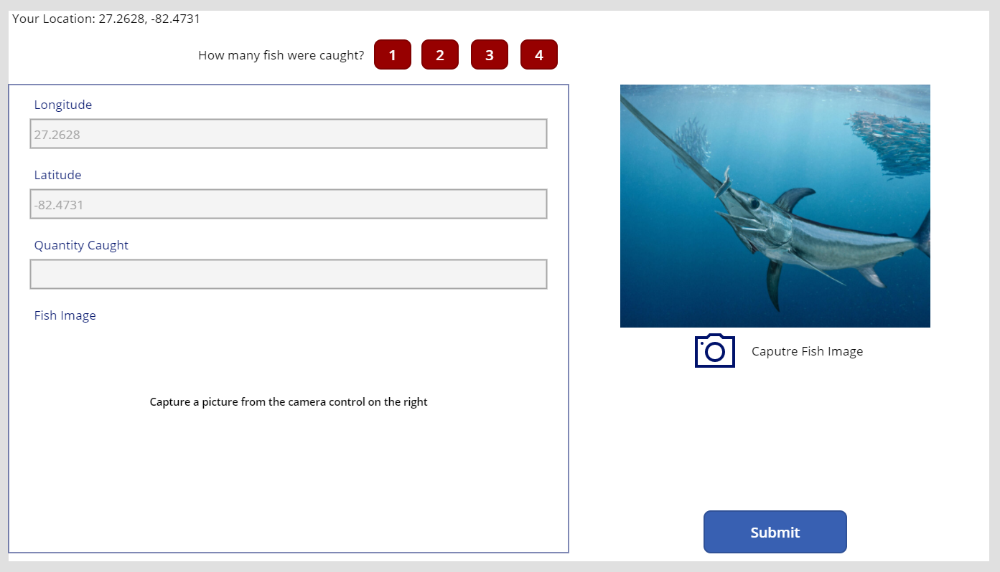 Your Location: 27.2628, -82.4731
How many fish were caught? 1 2 3 4
Longitude
27.2628
Latitude
-82.4731
Quantity Caught
Fish Image
Capture a picture from the camera control on the right
Caputre Fish Image
Submit